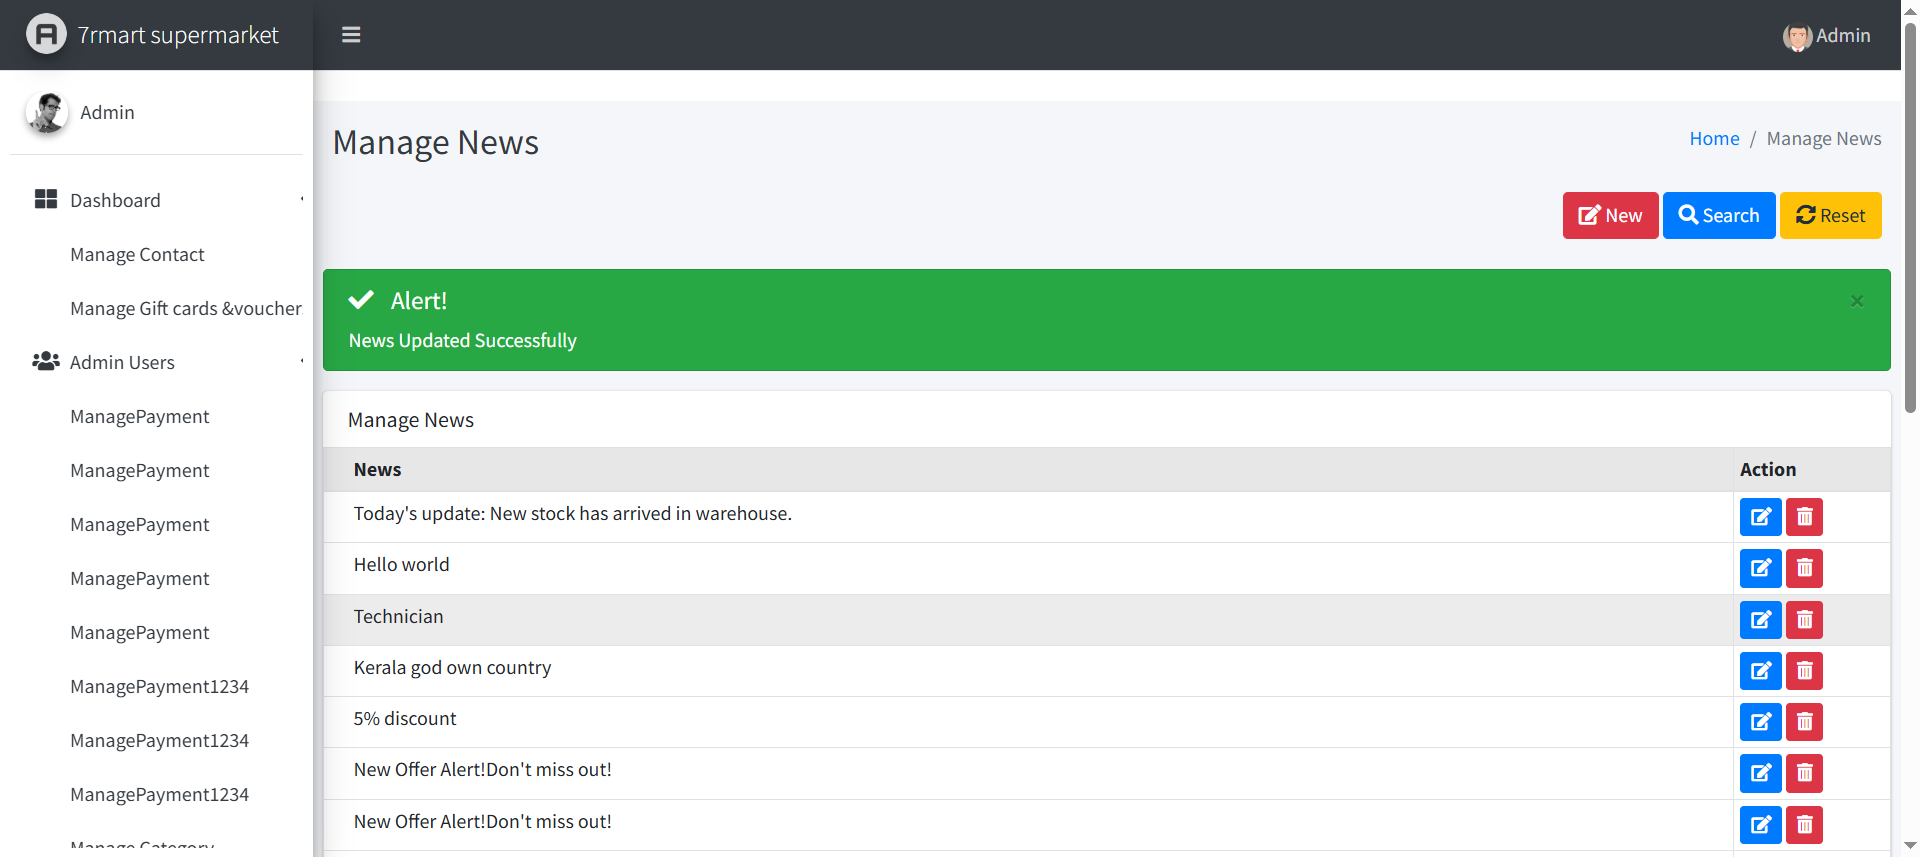 7rmart supermarket
Admin
Admin
Dashboard
Manage Contact
Manage Gift cards &voucher
Admin Users
ManagePayment
ManagePayment
ManagePayment
ManagePayment
ManagePayment
ManagePayment1234
ManagePayment1234
ManagePayment1234
Manage Category
Manage News
Home / Manage News
New
Search
Reset
Alert!
×
News Updated Successfully
Manage News
News Action
Today's update: New stock has arrived in warehouse.
Hello world
Technician
Kerala god own country
5% discount
New Offer Alert!Don't miss out!
New Offer Alert!Don't miss out!